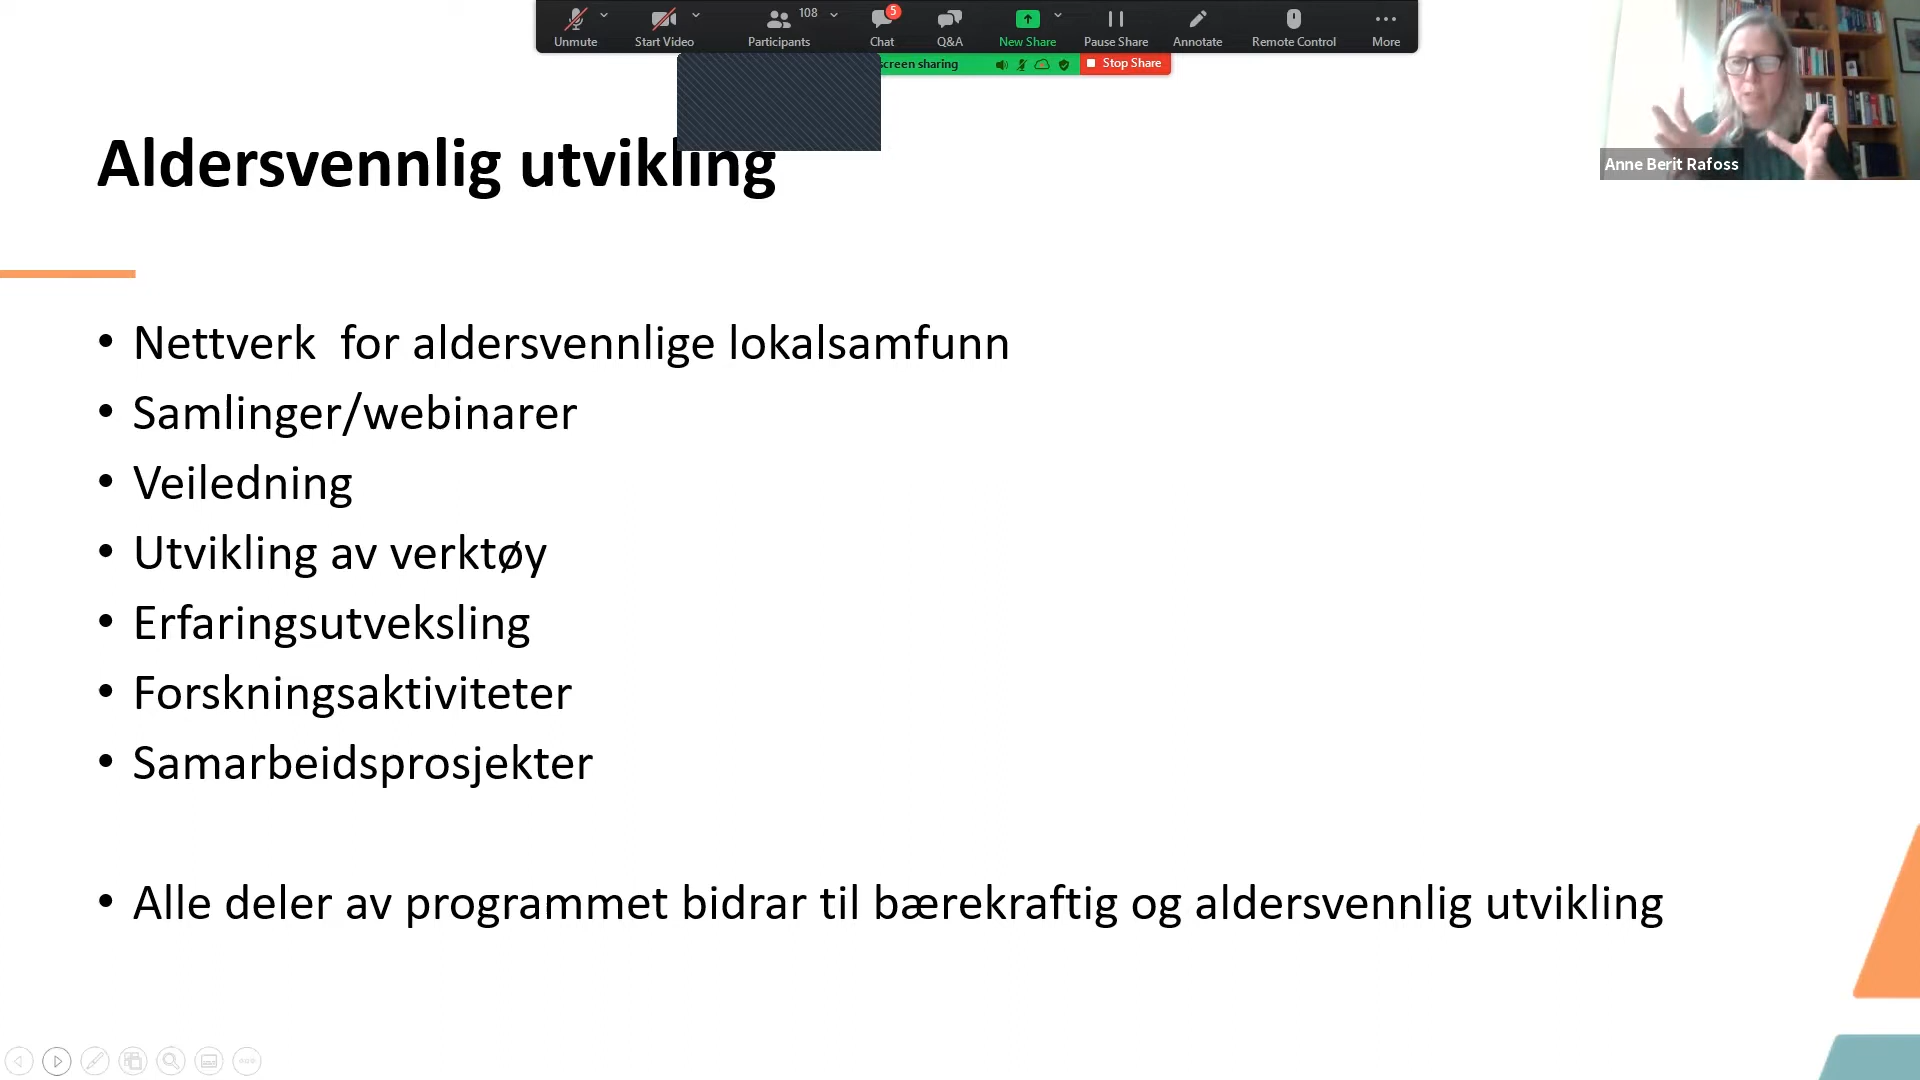 Unmute
Start Video
108
Participants
5
Chat
Q&A
New Share
Pause Share
Annotate
Remote Control
More
screen sharing
Stop Share
Anne Berit Rafoss
Aldersvennlig utvikling
• Nettverk  for aldersvennlige lokalsamfunn
• Samlinger/webinarer
• Veiledning
• Utvikling av verktøy
• Erfaringsutveksling
• Forskningsaktiviteter
• Samarbeidsprosjekter
• Alle deler av programmet bidrar til bærekraftig og aldersvennlig utvikling